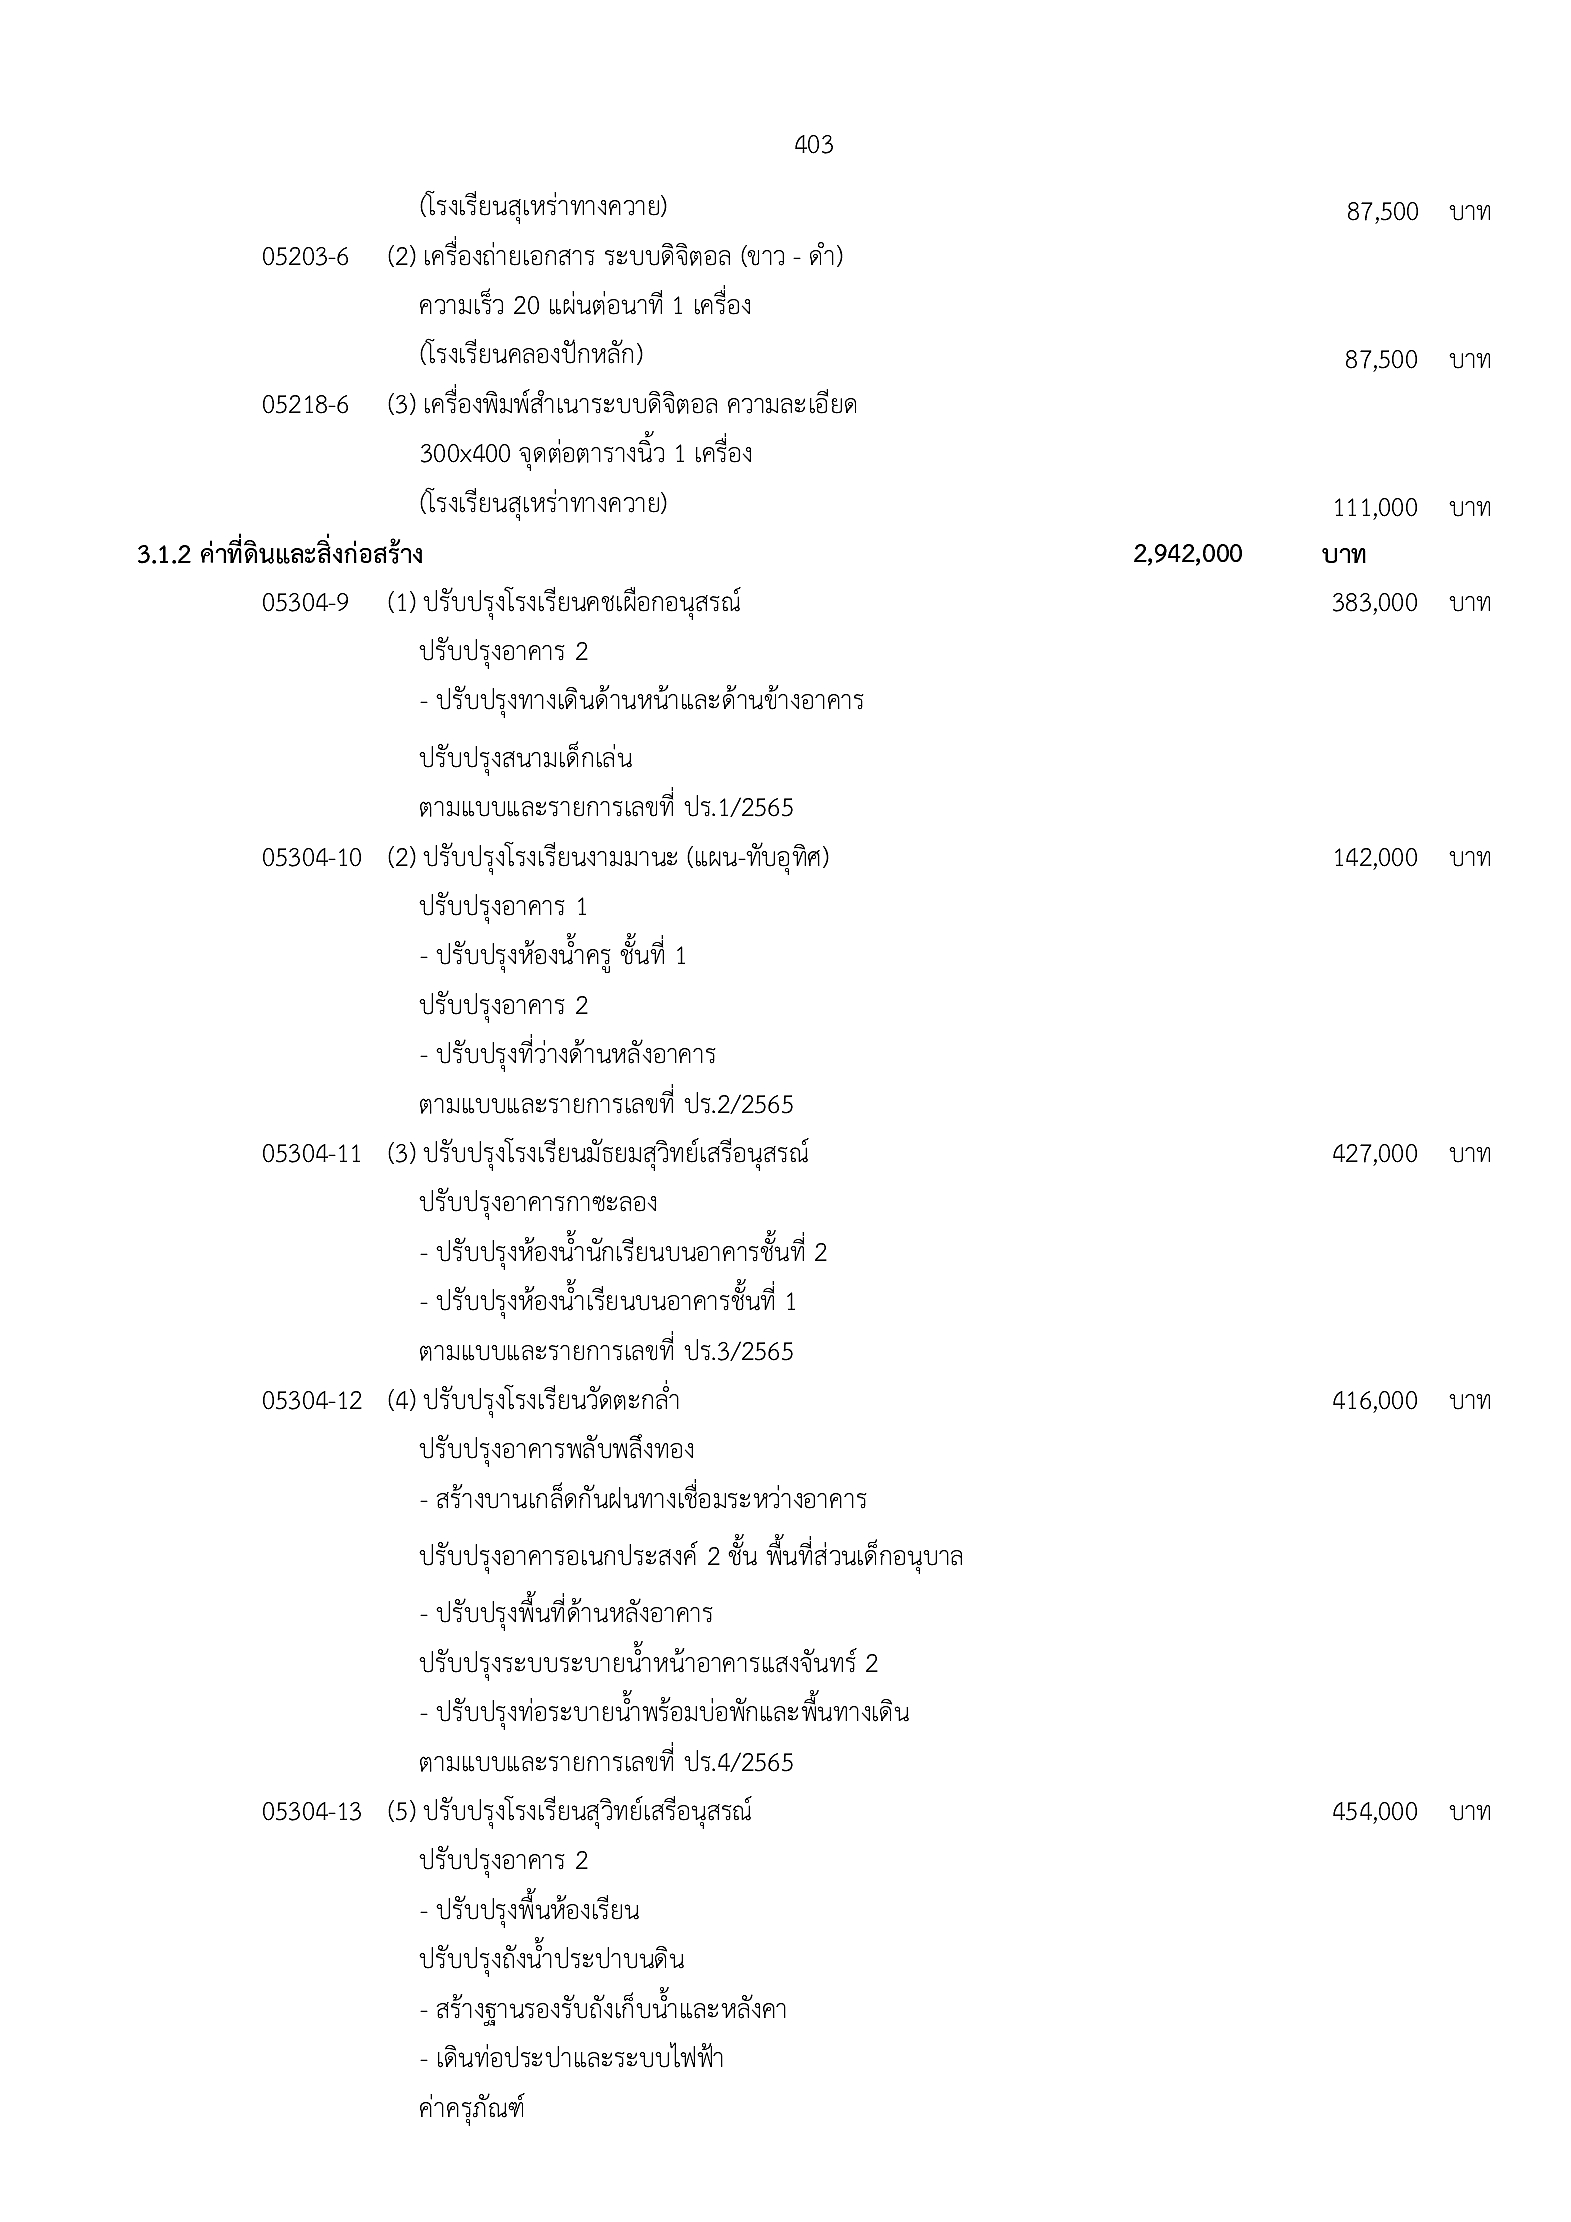 403
(โรงเรียนสุเหร่าทางควาย) 87,500 บาท
05203-6 (2) เครื่องถ่ายเอกสาร ระบบดิจิตอล (ขาว - ดำ)
ความเร็ว 20 แผ่นต่อนาที 1 เครื่อง
(โรงเรียนคลองปักหลัก) 87,500 บาท
05218-6 (3) เครื่องพิมพ์สำเนาระบบดิจิตอล ความละเอียด
300x400 จุดต่อตารางนิ้ว 1 เครื่อง
(โรงเรียนสุเหร่าทางควาย) 111,000 บาท
3.1.2 ค่าที่ดินและสิ่งก่อสร้าง 2,942,000 บาท
05304-9 (1) ปรับปรุงโรงเรียนคชเผือกอนุสรณ์ 383,000 บาท
ปรับปรุงอาคาร 2
- ปรับปรุงทางเดินด้านหน้าและด้านข้างอาคาร
ปรับปรุงสนามเด็กเล่น
ตามแบบและรายการเลขที่ ปร.1/2565
05304-10 (2) ปรับปรุงโรงเรียนงามมานะ (แผน-ทับอุทิศ) 142,000 บาท
ปรับปรุงอาคาร 1
- ปรับปรุงห้องน้ำครู ชั้นที่ 1
ปรับปรุงอาคาร 2
- ปรับปรุงที่ว่างด้านหลังอาคาร
ตามแบบและรายการเลขที่ ปร.2/2565
05304-11 (3) ปรับปรุงโรงเรียนมัธยมสุวิทย์เสรีอนุสรณ์ 427,000 บาท
ปรับปรุงอาคารกาซะลอง
- ปรับปรุงห้องน้ำนักเรียนบนอาคารชั้นที่ 2
- ปรับปรุงห้องน้ำเรียนบนอาคารชั้นที่ 1
ตามแบบและรายการเลขที่ ปร.3/2565
05304-12 (4) ปรับปรุงโรงเรียนวัดตะกล่ำ 416,000 บาท
ปรับปรุงอาคารพลับพลึงทอง
- สร้างบานเกล็ดกันฝนทางเชื่อมระหว่างอาคาร
ปรับปรุงอาคารอเนกประสงค์ 2 ชั้น พื้นที่ส่วนเด็กอนุบาล
- ปรับปรุงพื้นที่ด้านหลังอาคาร
ปรับปรุงระบบระบายน้ำหน้าอาคารแสงจันทร์ 2
- ปรับปรุงท่อระบายน้ำพร้อมบ่อพักและพื้นทางเดิน
ตามแบบและรายการเลขที่ ปร.4/2565
05304-13 (5) ปรับปรุงโรงเรียนสุวิทย์เสรีอนุสรณ์ 454,000 บาท
ปรับปรุงอาคาร 2
- ปรับปรุงพื้นห้องเรียน
ปรับปรุงถังน้ำประปาบนดิน
- สร้างฐานรองรับถังเก็บน้ำและหลังคา
- เดินท่อประปาและระบบไฟฟ้า
ค่าครุภัณฑ์